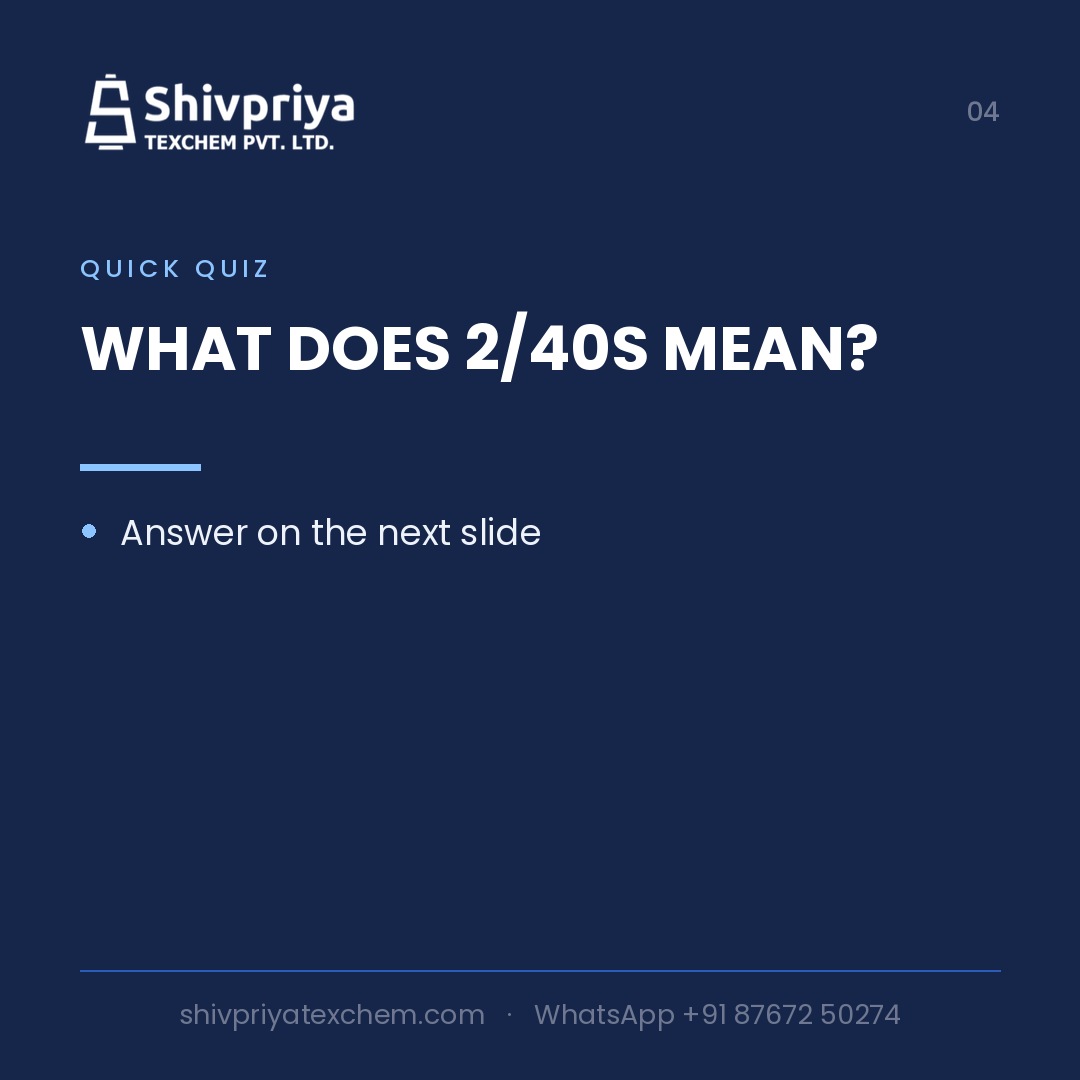 Shivpriya
TEXCHEM PVT. LTD.
04
QUICK QUIZ
WHAT DOES 2/40S MEAN?
• Answer on the next slide
shivpriyatexchem.com · WhatsApp +91 87672 50274